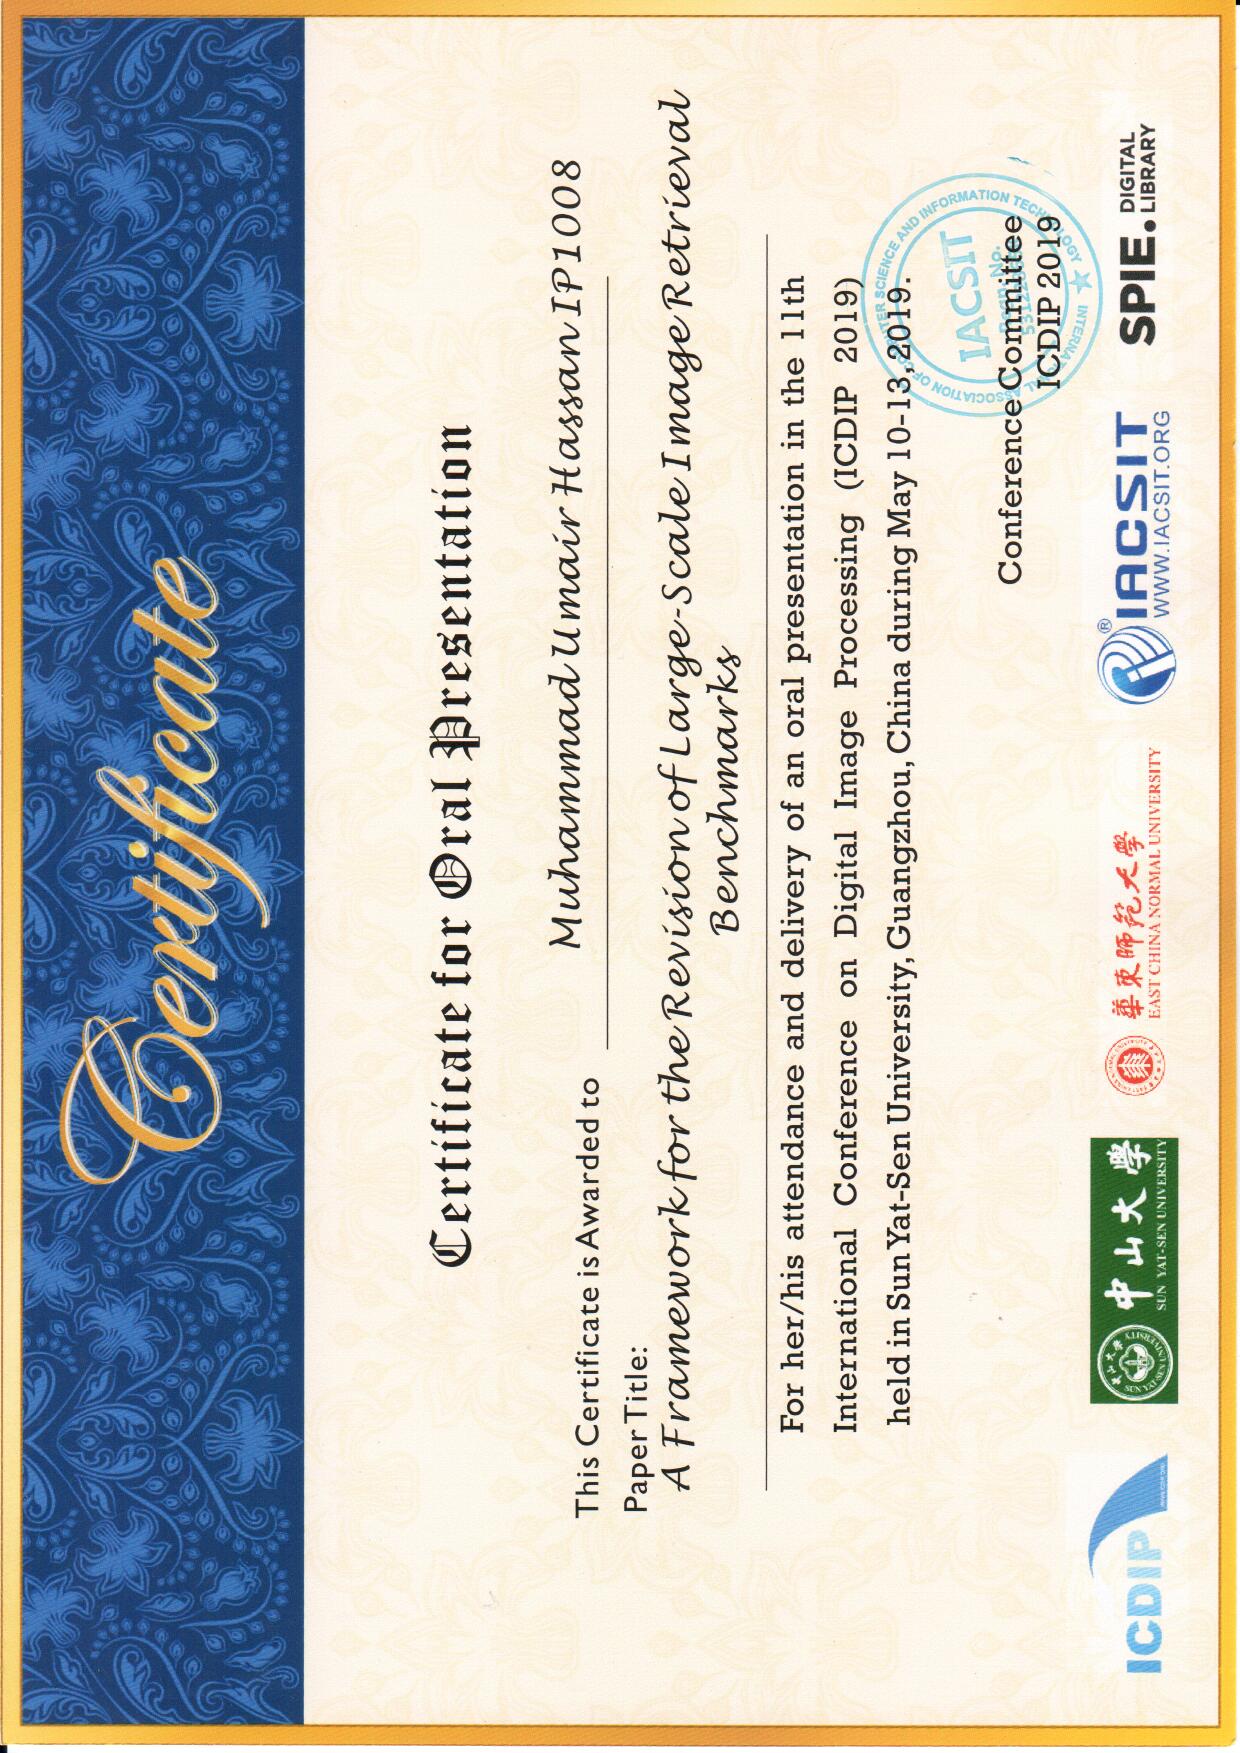 Certificate
Certificate for Oral Presentation
This Certificate is Awarded to Muhammad Umair Hassan IP1008
Paper Title:
A Framework for the Revision of Large-Scale Image Retrieval
Benchmarks
For her/his attendance and delivery of an oral presentation in the 11th
International Conference on Digital Image Processing (ICDIP 2019)
held in Sun Yat-Sen University, Guangzhou, China during May 10-13, 2019.
INTERNATIONAL ASSOCIATION OF COMPUTER SCIENCE AND INFORMATION TECHNOLOGY
IACSIT
Regn. No.
Conference Committee
ICDIP 2019
ICDIP
中山大學
SUN YAT-SEN UNIVERSITY
華東師範大学
EAST CHINA NORMAL UNIVERSITY
IACSIT ®
WWW.IACSIT.ORG
SPIE. DIGITAL
LIBRARY